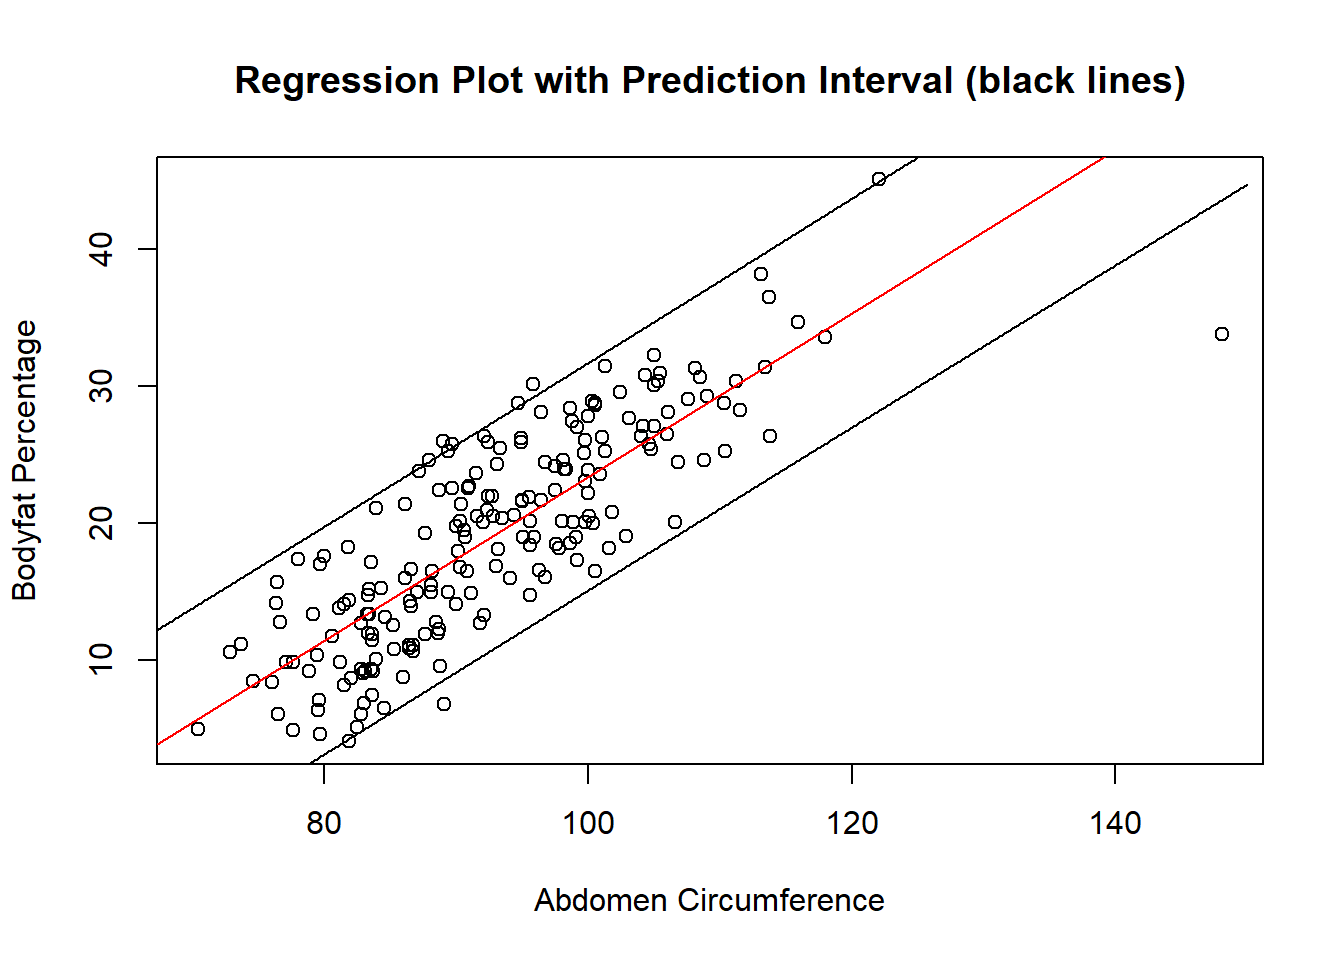 Regression Plot with Prediction Interval (black lines)
Bodyfat Percentage
40
30
20
10
80 100 120 140
Abdomen Circumference